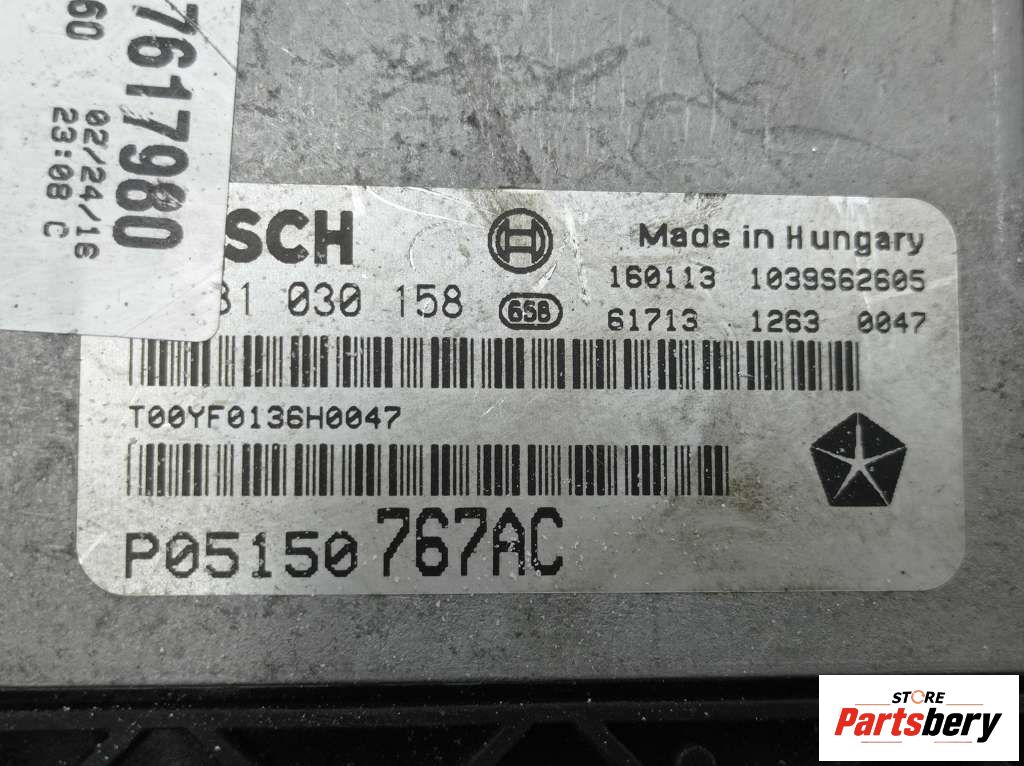 60
7617980
02/24/16
23:08 C
SCH
Made in Hungary
31 030 158
658
160113 1039S62605
61713 1263 0047
T00YF0136H0047
P05150767AC
STORE
Partsbery